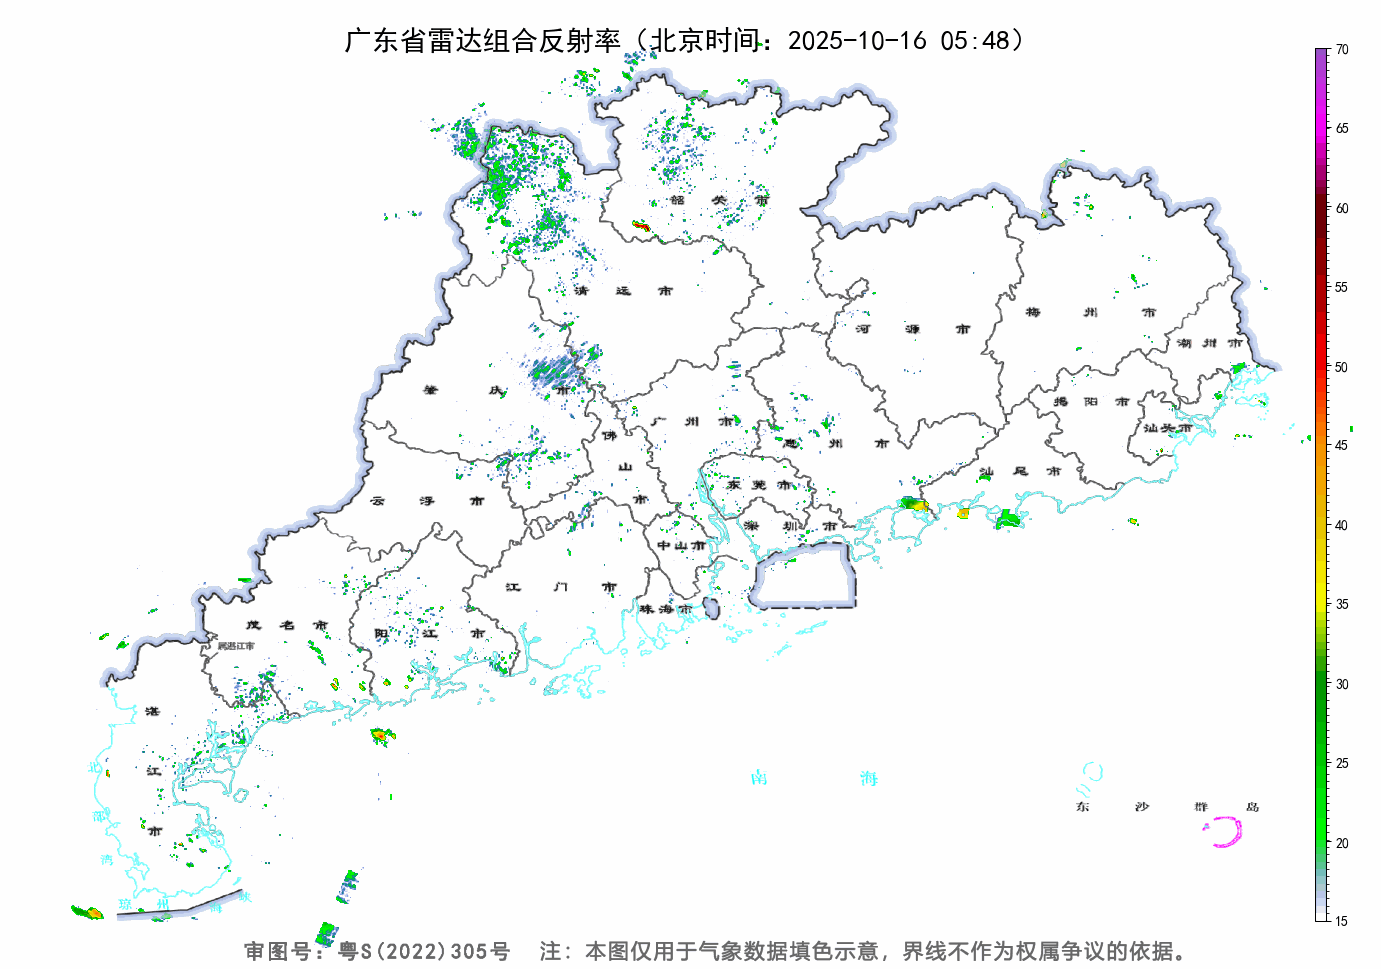 广东省雷达组合反射率（北京时间：2025-10-16 05:48）
70
65
60
55
50
45
40
35
30
25
20
15
韶关市
清远市
河源市
梅州市
潮州市
肇庆市
广州市
揭阳市
佛山市
惠州市
汕头市
云浮市
东莞市
汕尾市
深圳市
中山市
江门市
珠海市
茂名市
阳江市
属湛江市
湛江市
北部湾
南海
东沙群岛
琼州海峡
审图号：粤S(2022)305号 注：本图仅用于气象数据填色示意，界线不作为权属争议的依据。